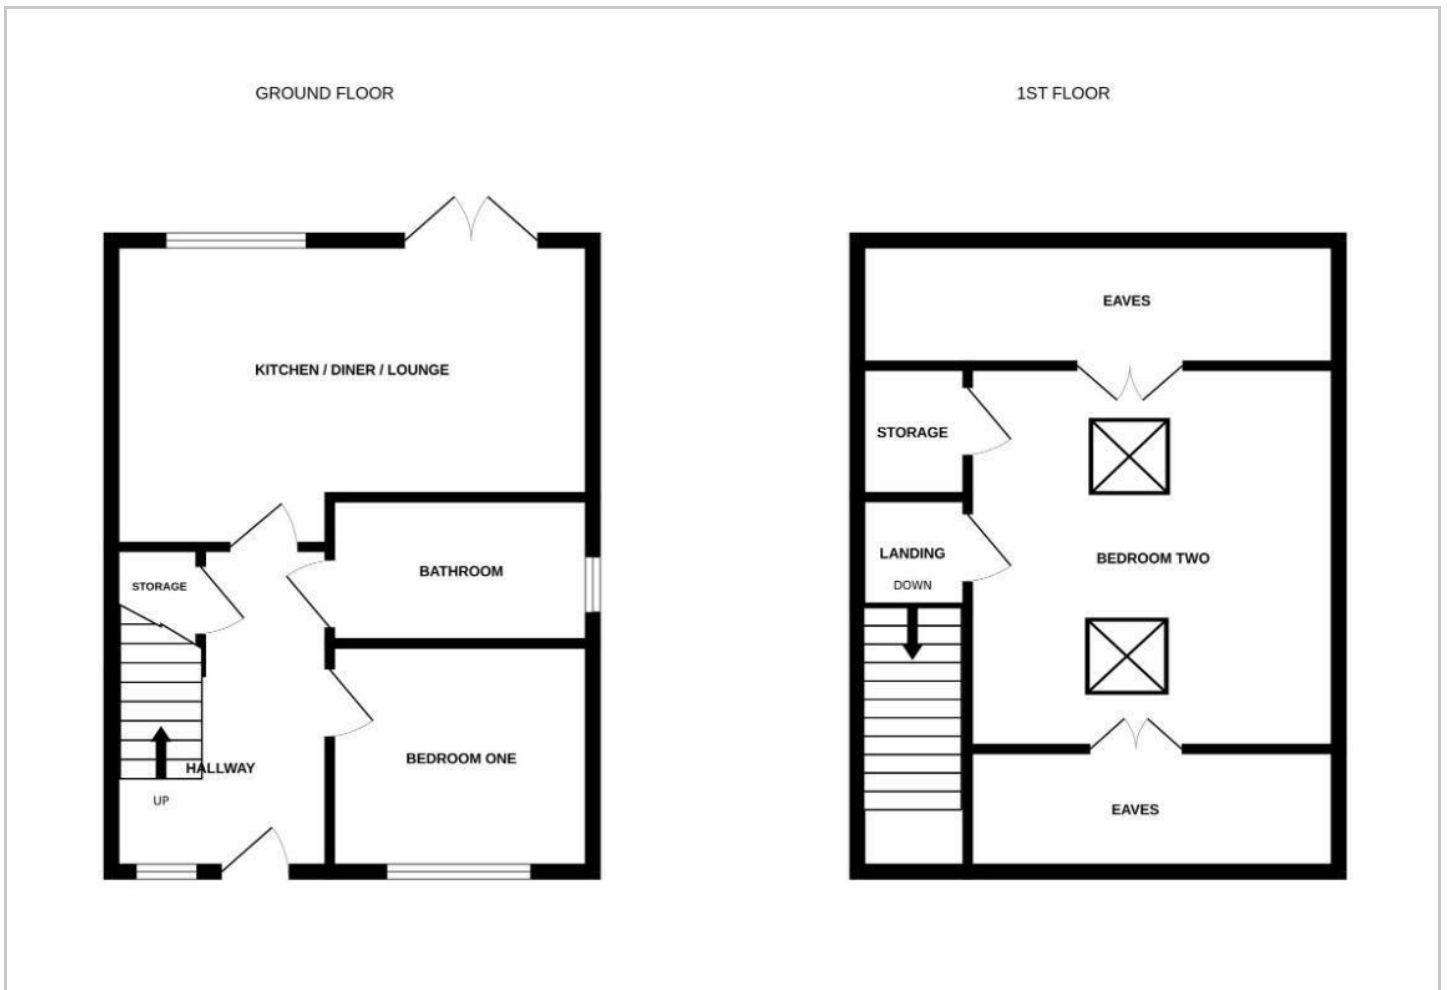 GROUND FLOOR
KITCHEN / DINER / LOUNGE
STORAGE
BATHROOM
BEDROOM ONE
HALLWAY
UP
1ST FLOOR
EAVES
STORAGE
LANDING
DOWN
BEDROOM TWO
EAVES